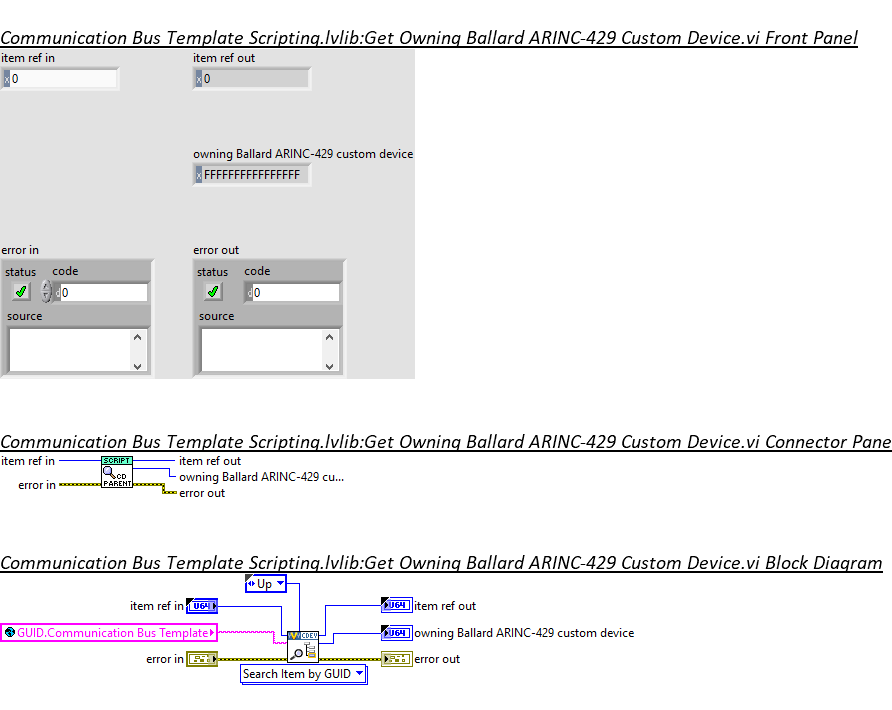 Communication Bus Template Scripting.lvlib:Get Owning Ballard ARINC-429 Custom Device.vi Front Panel
item ref in item ref out
x 0 x 0
owning Ballard ARINC-429 custom device
x FFFFFFFFFFFFFFFF
error in error out
status code status code
d 0 d 0
source source
Communication Bus Template Scripting.lvlib:Get Owning Ballard ARINC-429 Custom Device.vi Connector Pane
item ref in SCRIPT item ref out
CD owning Ballard ARINC-429 cu...
error in PARENT error out
Communication Bus Template Scripting.lvlib:Get Owning Ballard ARINC-429 Custom Device.vi Block Diagram
Up
item ref in U64 U64 item ref out
GUID.Communication Bus Template CDEV U64 owning Ballard ARINC-429 custom device
error in error out
Search Item by GUID